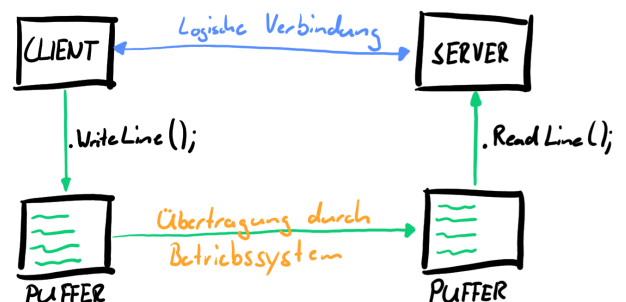 Logische Verbindung
CLIENT
SERVER
.WriteLine();
.ReadLine();
Übertragung durch
Betriebssystem
PUFFER
PUFFER